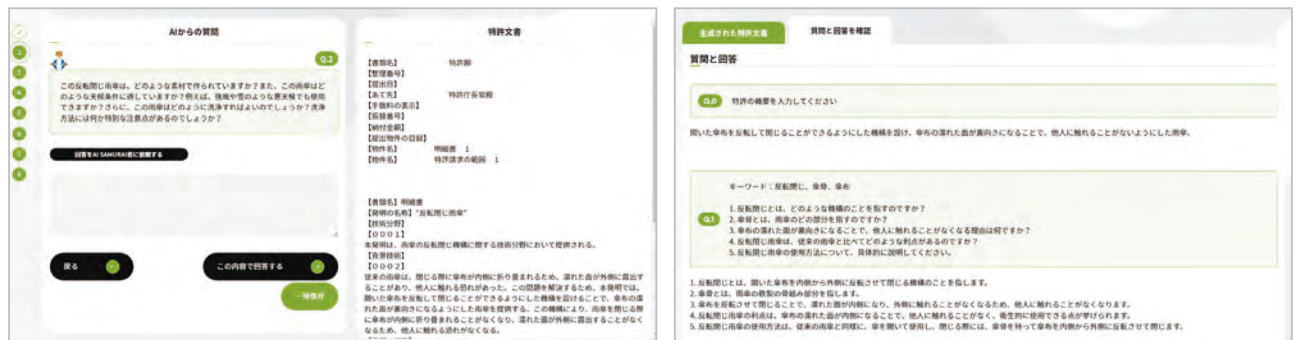 AIからの質問
Q.2
この反転閉じ雨傘は、どのような素材で作られていますか？また、この雨傘はど
のような天候条件に適していますか？例えば、強風や雪のような悪天候でも使用
できますか？さらに、この雨傘はどのように洗浄すればよいのでしょうか？洗浄
方法には何か特別な注意点があるのでしょうか？
回答をAI SAMURAI君に依頼する
戻る
この内容で回答する
一時保存
特許文書
【書類名】 特許願
【整理番号】
【提出日】
【あて先】 特許庁長官殿
【手数料の表示】
【振替番号】
【納付金額】
【提出物件の目録】
【物件名】 明細書 1
【物件名】 特許請求の範囲 1
【書類名】明細書
【発明の名称】"反転閉じ雨傘"
【技術分野】
【０００１】
本発明は、雨傘の反転閉じ機構に関する技術分野において提供される。
【背景技術】
【０００２】
従来の雨傘は、閉じる際に傘布が内側に折り畳まれるため、濡れた面が外側に露出す
ることがあり、他人に触れる恐れがあった。この問題を解決するため、本発明では、
開いた傘布を反転して閉じることができるようにした機構を設けることで、傘布の濡
れた面が裏向きになるようにした雨傘を提供する。この機構により、雨傘を閉じる際
に傘布が内側に折り畳まれることがなくなり、濡れた面が外側に露出することがなく
なるため、他人に触れる恐れがなくなる。
生成された特許文書
質問と回答を確認
質問と回答
Q.0 特許の概要を入力してください
開いた傘布を反転して閉じることができるようにした機構を設け、傘布の濡れた面が裏向きになることで、他人に触れることがないようにした雨傘。
キーワード：反転閉じ、傘骨、傘布
Q.1
1. 反転閉じとは、どのような機構のことを指すのですか？
2. 傘骨とは、雨傘のどの部分を指すのですか？
3. 傘布の濡れた面が裏向きになることで、他人に触れることがなくなる理由は何ですか？
4. 反転閉じ雨傘は、従来の雨傘と比べてどのような利点があるのですか？
5. 反転閉じ雨傘の使用方法について、具体的に説明してください。
1. 反転閉じとは、開いた傘布を内側から外側に反転させて閉じる機構のことを指します。
2. 傘骨とは、雨傘の鉄製の骨組み部分を指します。
3. 傘布を反転させて閉じることで、濡れた面が内側になり、外側に触れることがなくなるため、他人に触れることがなくなります。
4. 反転閉じ雨傘の利点は、傘布の濡れた面が内側になることで、他人に触れることがなく、衛生的に使用できる点が挙げられます。
5. 反転閉じ雨傘の使用方法は、従来の雨傘と同様に、傘を開いて使用し、閉じる際には、傘骨を持って傘布を内側から外側に反転させて閉じます。